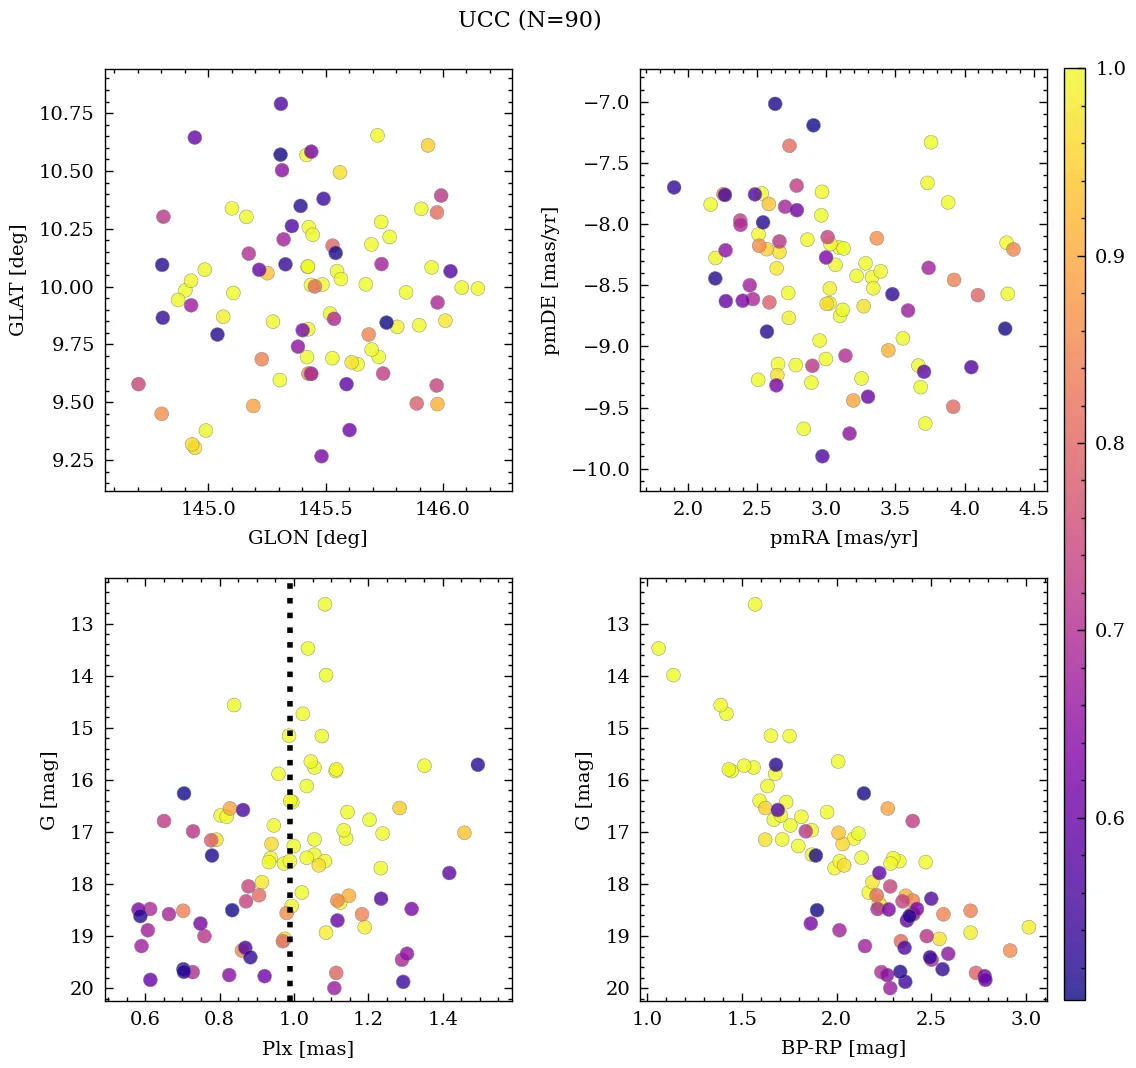 UCC (N=90)
10.75
10.50
10.25
10.00
9.75
9.50
9.25
GLAT [deg]
145.0 145.5 146.0
GLON [deg]
−7.0
−7.5
−8.0
−8.5
−9.0
−9.5
−10.0
pmDE [mas/yr]
2.0 2.5 3.0 3.5 4.0 4.5
pmRA [mas/yr]
13
14
15
16
17
18
19
20
G [mag]
0.6 0.8 1.0 1.2 1.4
Plx [mas]
13
14
15
16
17
18
19
20
G [mag]
1.0 1.5 2.0 2.5 3.0
BP-RP [mag]
1.0
0.9
0.8
0.7
0.6